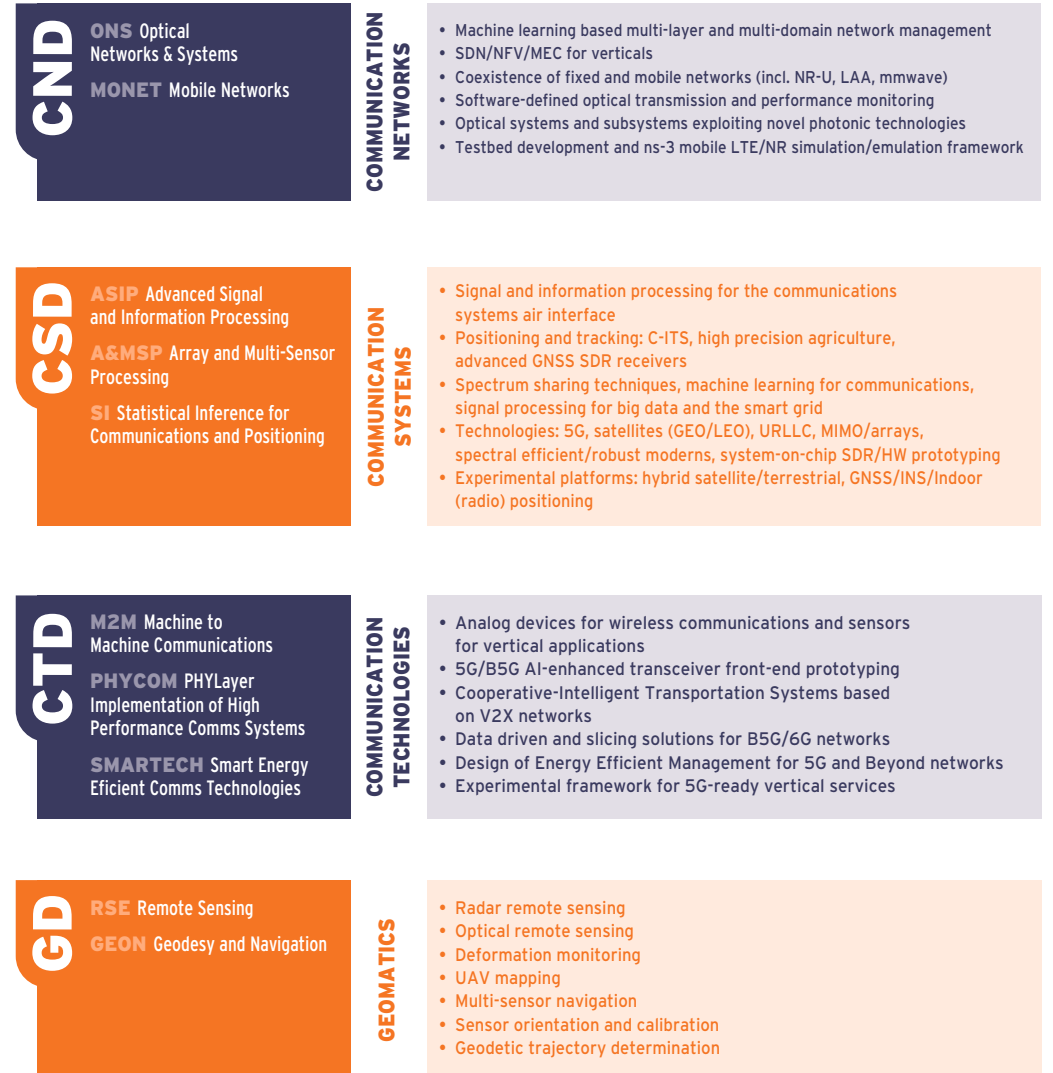 CND
ONS Optical
Networks & Systems
MONET Mobile Networks
COMMUNICATION
NETWORKS
• Machine learning based multi-layer and multi-domain network management
• SDN/NFV/MEC for verticals
• Coexistence of fixed and mobile networks (incl. NR-U, LAA, mmwave)
• Software-defined optical transmission and performance monitoring
• Optical systems and subsystems exploiting novel photonic technologies
• Testbed development and ns-3 mobile LTE/NR simulation/emulation framework
CSD
ASIP Advanced Signal
and Information Processing
A&MSP Array and Multi-Sensor
Processing
SI Statistical Inference for
Communications and Positioning
COMMUNICATION
SYSTEMS
• Signal and information processing for the communications
systems air interface
• Positioning and tracking: C-ITS, high precision agriculture,
advanced GNSS SDR receivers
• Spectrum sharing techniques, machine learning for communications,
signal processing for big data and the smart grid
• Technologies: 5G, satellites (GEO/LEO), URLLC, MIMO/arrays,
spectral efficient/robust moderns, system-on-chip SDR/HW prototyping
• Experimental platforms: hybrid satellite/terrestrial, GNSS/INS/Indoor
(radio) positioning
CTD
M2M Machine to
Machine Communications
PHYCOM PHYLayer
Implementation of High
Performance Comms Systems
SMARTECH Smart Energy
Eficient Comms Technologies
COMMUNICATION
TECHNOLOGIES
• Analog devices for wireless communications and sensors
for vertical applications
• 5G/B5G AI-enhanced transceiver front-end prototyping
• Cooperative-Intelligent Transportation Systems based
on V2X networks
• Data driven and slicing solutions for B5G/6G networks
• Design of Energy Efficient Management for 5G and Beyond networks
• Experimental framework for 5G-ready vertical services
GD
RSE Remote Sensing
GEON Geodesy and Navigation
GEOMATICS
• Radar remote sensing
• Optical remote sensing
• Deformation monitoring
• UAV mapping
• Multi-sensor navigation
• Sensor orientation and calibration
• Geodetic trajectory determination